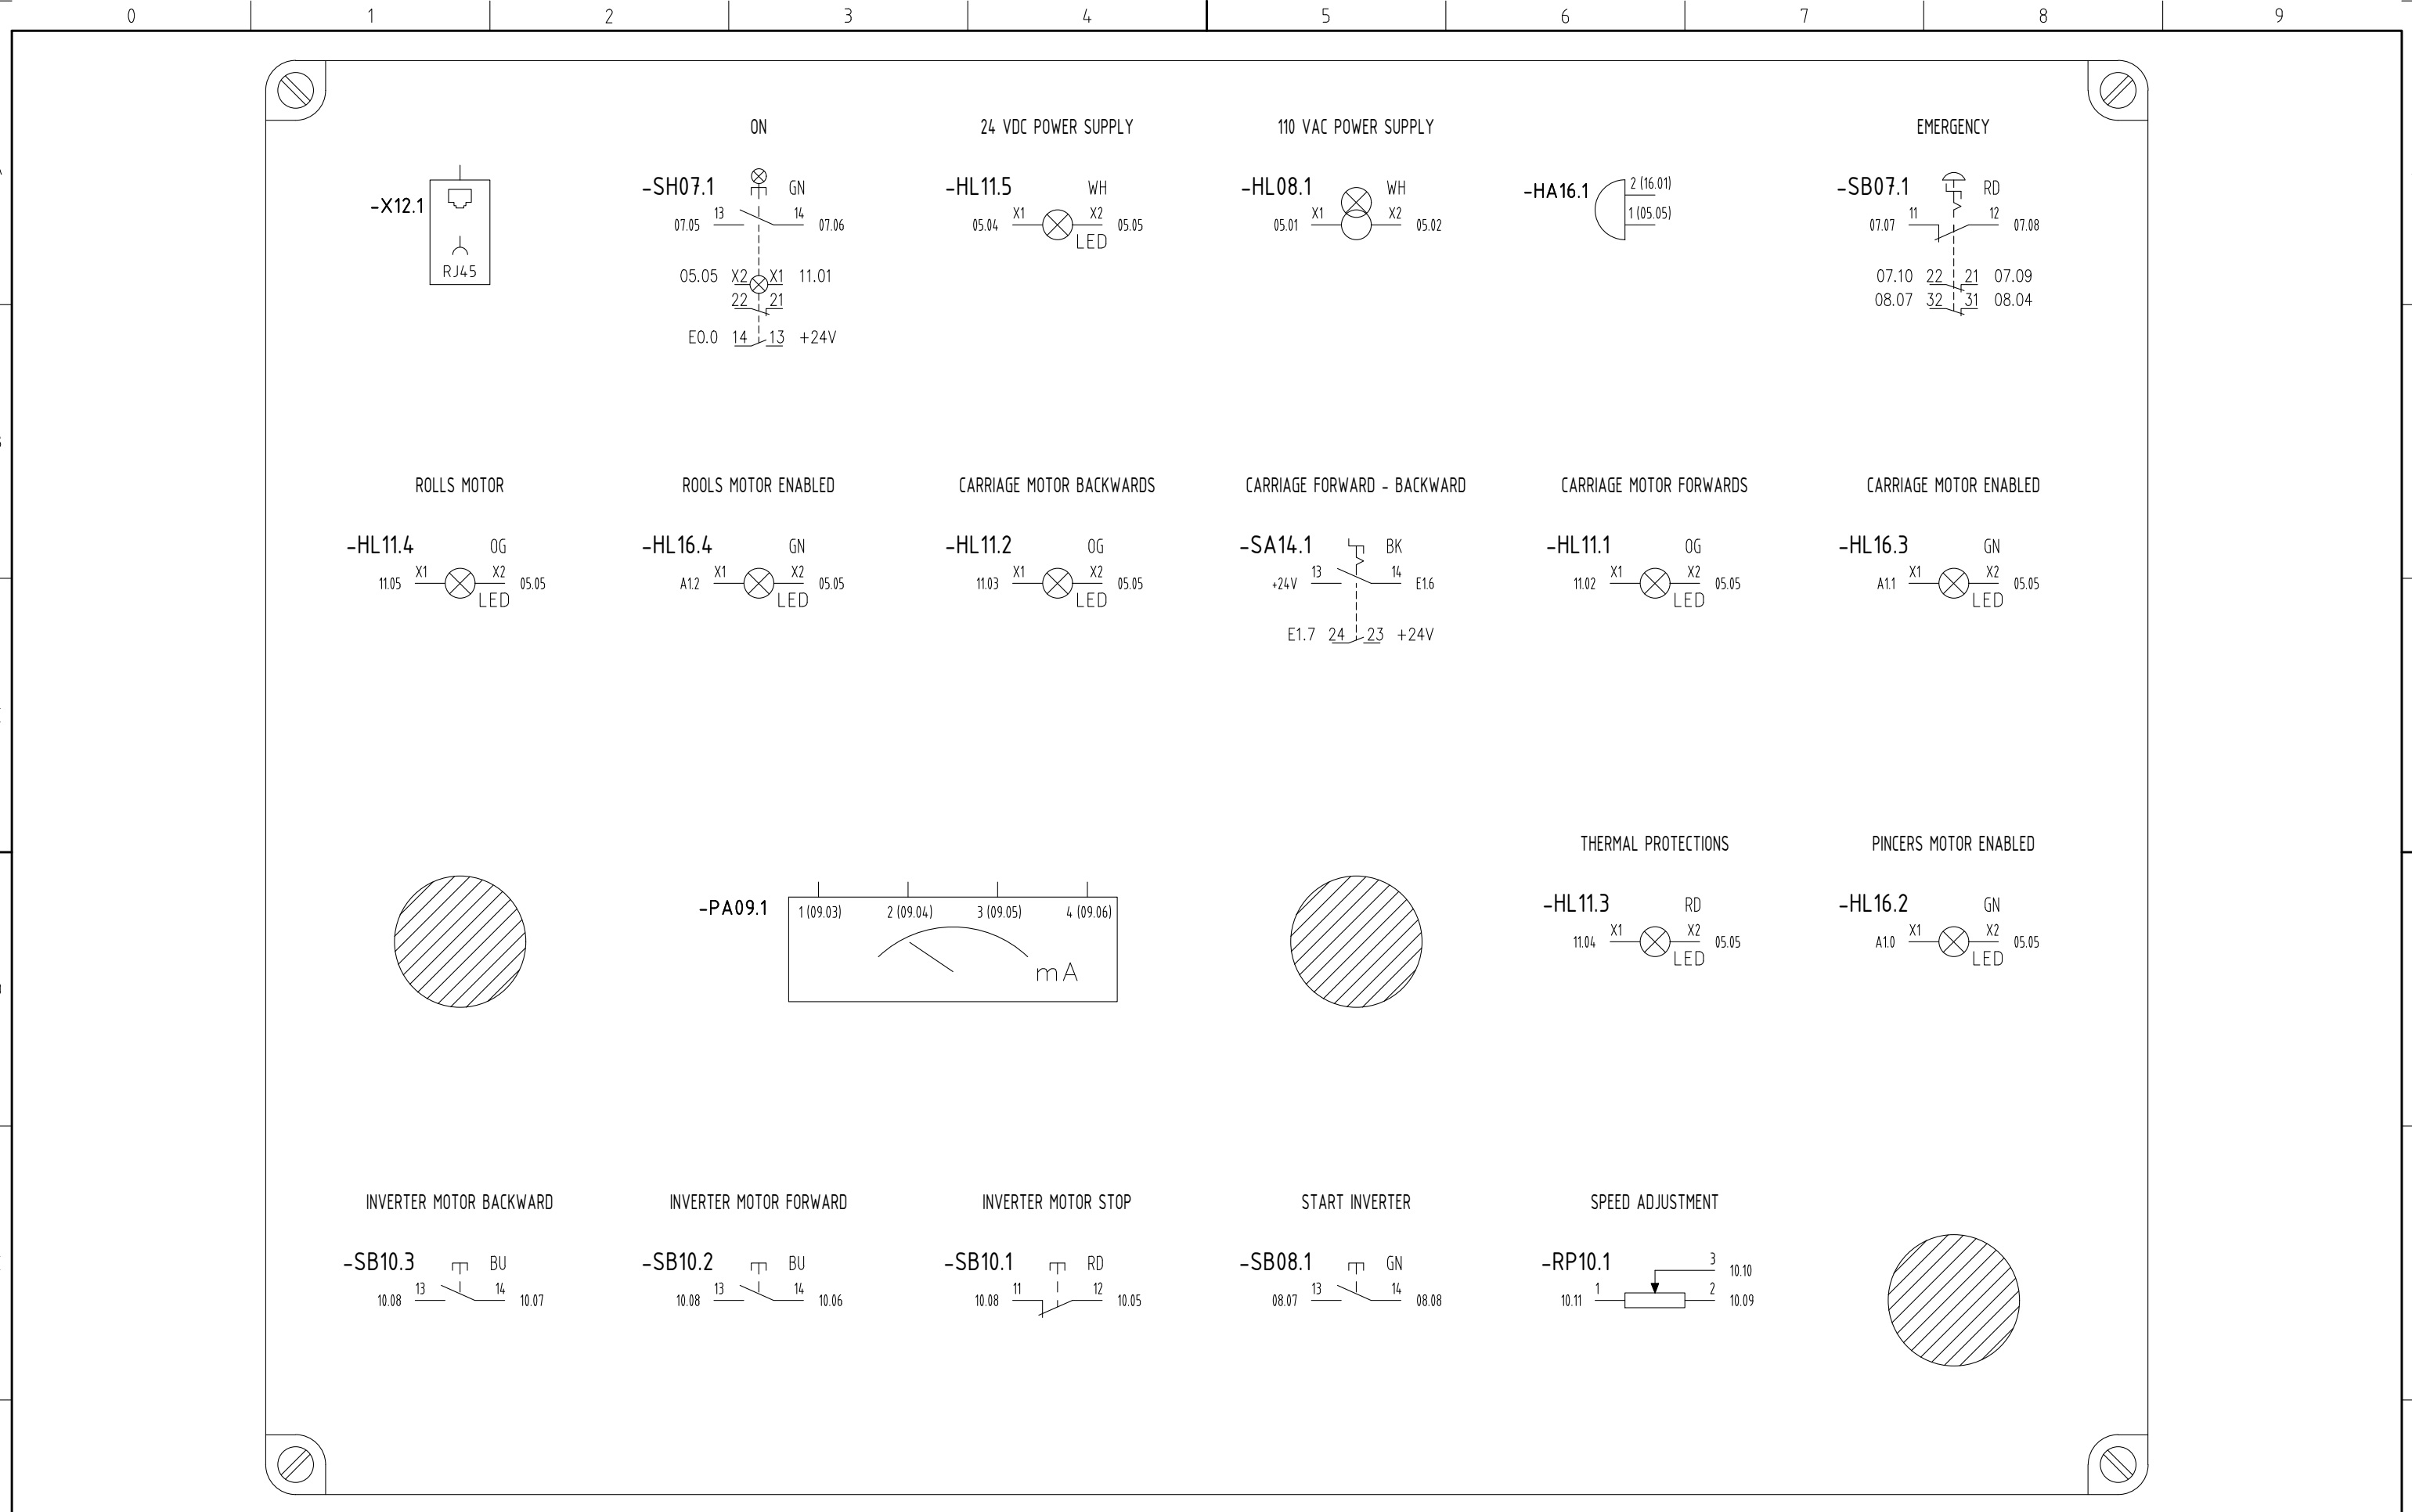 0 1 2 3 4 5 6 7 8 9
ON
24 VDC POWER SUPPLY
110 VAC POWER SUPPLY
EMERGENCY
-X12.1
RJ45
-SH07.1 GN
07.05 13 14 07.06
05.05 X2 X1 11.01
22 21
E0.0 14 13 +24V
-HL11.5 WH
05.04 X1 X2 05.05
LED
-HL08.1 WH
05.01 X1 X2 05.02
-HA16.1
2 (16.01)
1 (05.05)
-SB07.1 RD
07.07 11 12 07.08
07.10 22 21 07.09
08.07 32 31 08.04
ROLLS MOTOR
ROOLS MOTOR ENABLED
CARRIAGE MOTOR BACKWARDS
CARRIAGE FORWARD - BACKWARD
CARRIAGE MOTOR FORWARDS
CARRIAGE MOTOR ENABLED
-HL11.4 OG
11.05 X1 X2 05.05
LED
-HL16.4 GN
A1.2 X1 X2 05.05
LED
-HL11.2 OG
11.03 X1 X2 05.05
LED
-SA14.1 BK
+24V 13 14 E1.6
E1.7 24 23 +24V
-HL11.1 OG
11.02 X1 X2 05.05
LED
-HL16.3 GN
A1.1 X1 X2 05.05
LED
THERMAL PROTECTIONS
PINCERS MOTOR ENABLED
-PA09.1
1 (09.03) 2 (09.04) 3 (09.05) 4 (09.06)
mA
-HL11.3 RD
11.04 X1 X2 05.05
LED
-HL16.2 GN
A1.0 X1 X2 05.05
LED
INVERTER MOTOR BACKWARD
INVERTER MOTOR FORWARD
INVERTER MOTOR STOP
START INVERTER
SPEED ADJUSTMENT
-SB10.3 BU
10.08 13 14 10.07
-SB10.2 BU
10.08 13 14 10.06
-SB10.1 RD
10.08 11 12 10.05
-SB08.1 GN
08.07 13 14 08.08
-RP10.1 3 10.10
10.11 1 2 10.09